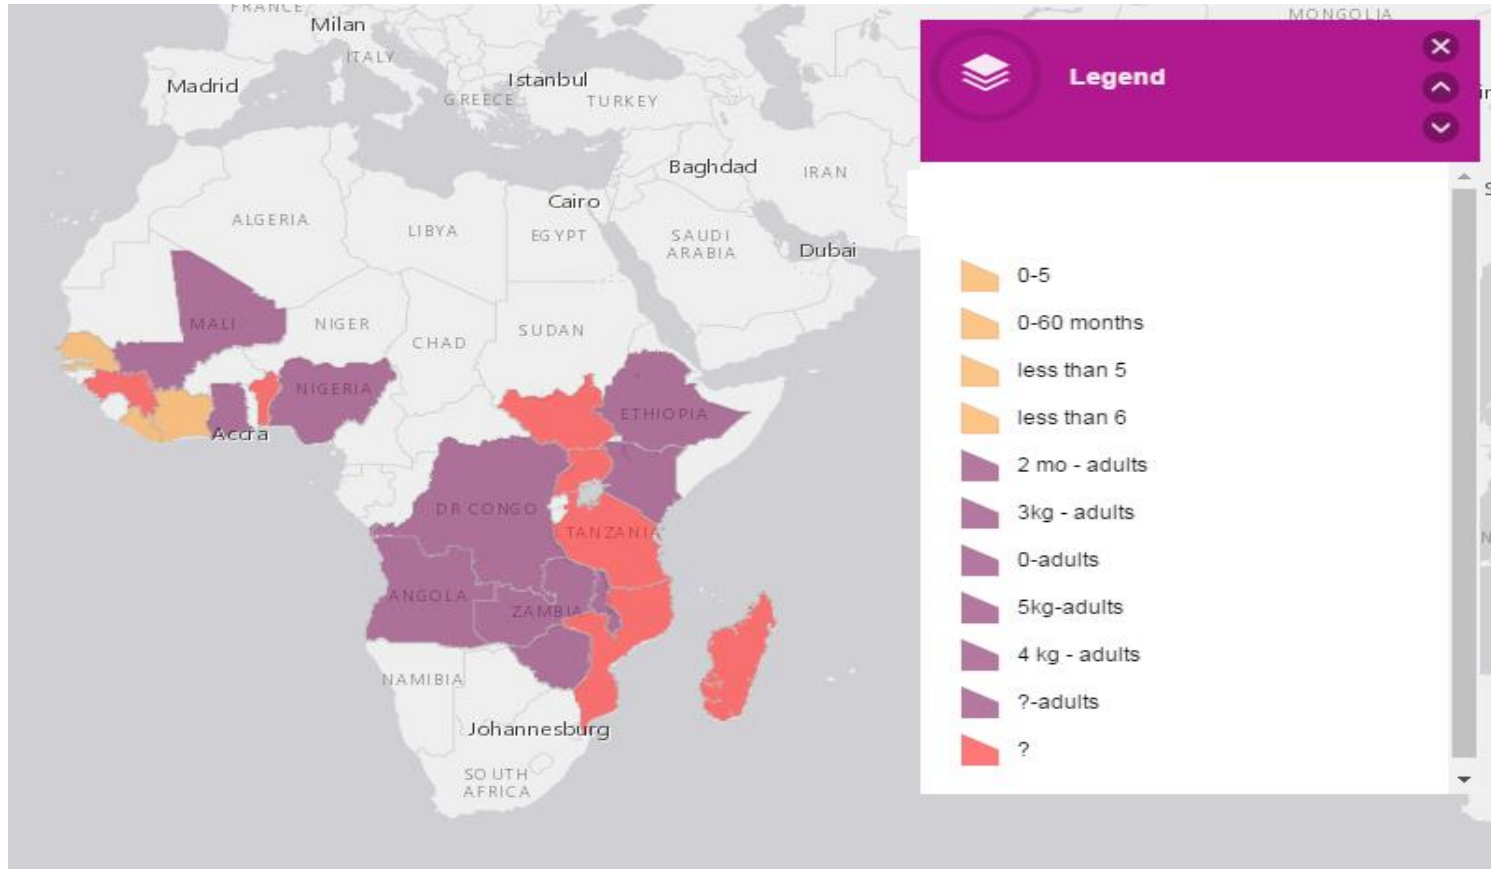 FRANCE
Milan
ITALY
Madrid
Istanbul
GREECE
TURKEY
Baghdad
IRAN
Cairo
ALGERIA
LIBYA
EGYPT
SAUDI
ARABIA
Dubai
MALI
NIGER
CHAD
SUDAN
NIGERIA
ETHIOPIA
Accra
DR CONGO
TANZANIA
ANGOLA
ZAMBIA
NAMIBIA
Johannesburg
SOUTH
AFRICA
MONGOLIA
Legend
0-5
0-60 months
less than 5
less than 6
2 mo - adults
3kg - adults
0-adults
5kg-adults
4 kg - adults
?-adults
?